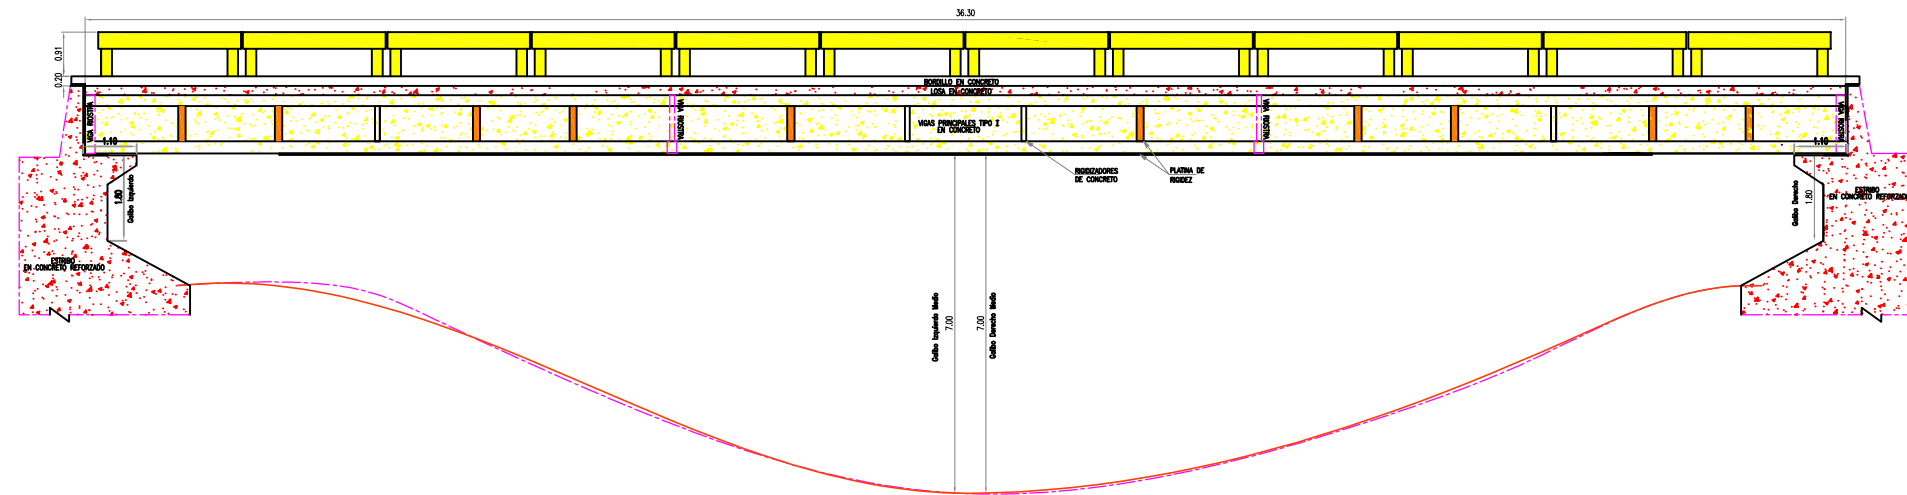 36.30
0.91
0.20
BORDILLO EN CONCRETO
LOSA EN CONCRETO
VIGA RIOSTRA
VIGA RIOSTRA
VIGAS PRINCIPALES TIPO I
EN CONCRETO
VIGA RIOSTRA
VIGA RIOSTRA
1.10
1.10
RIGIDIZADORES
DE CONCRETO
PLATINA DE
RIGIDEZ
1.80
Galibo Izquierdo
Galibo Derecho
1.80
ESTRIBO
EN CONCRETO REFORZADO
ESTRIBO
EN CONCRETO REFORZADO
Galibo Izquierdo Medio
7.00
7.00
Galibo Derecho Medio